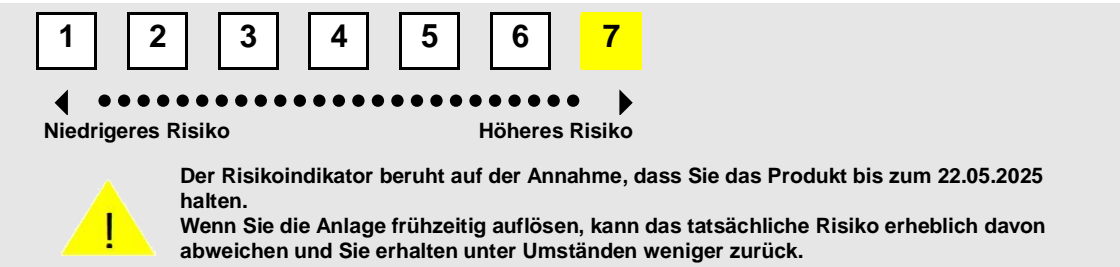 1 2 3 4 5 6 7
Niedrigeres Risiko Höheres Risiko
Der Risikoindikator beruht auf der Annahme, dass Sie das Produkt bis zum 22.05.2025
halten.
Wenn Sie die Anlage frühzeitig auflösen, kann das tatsächliche Risiko erheblich davon
abweichen und Sie erhalten unter Umständen weniger zurück.
!